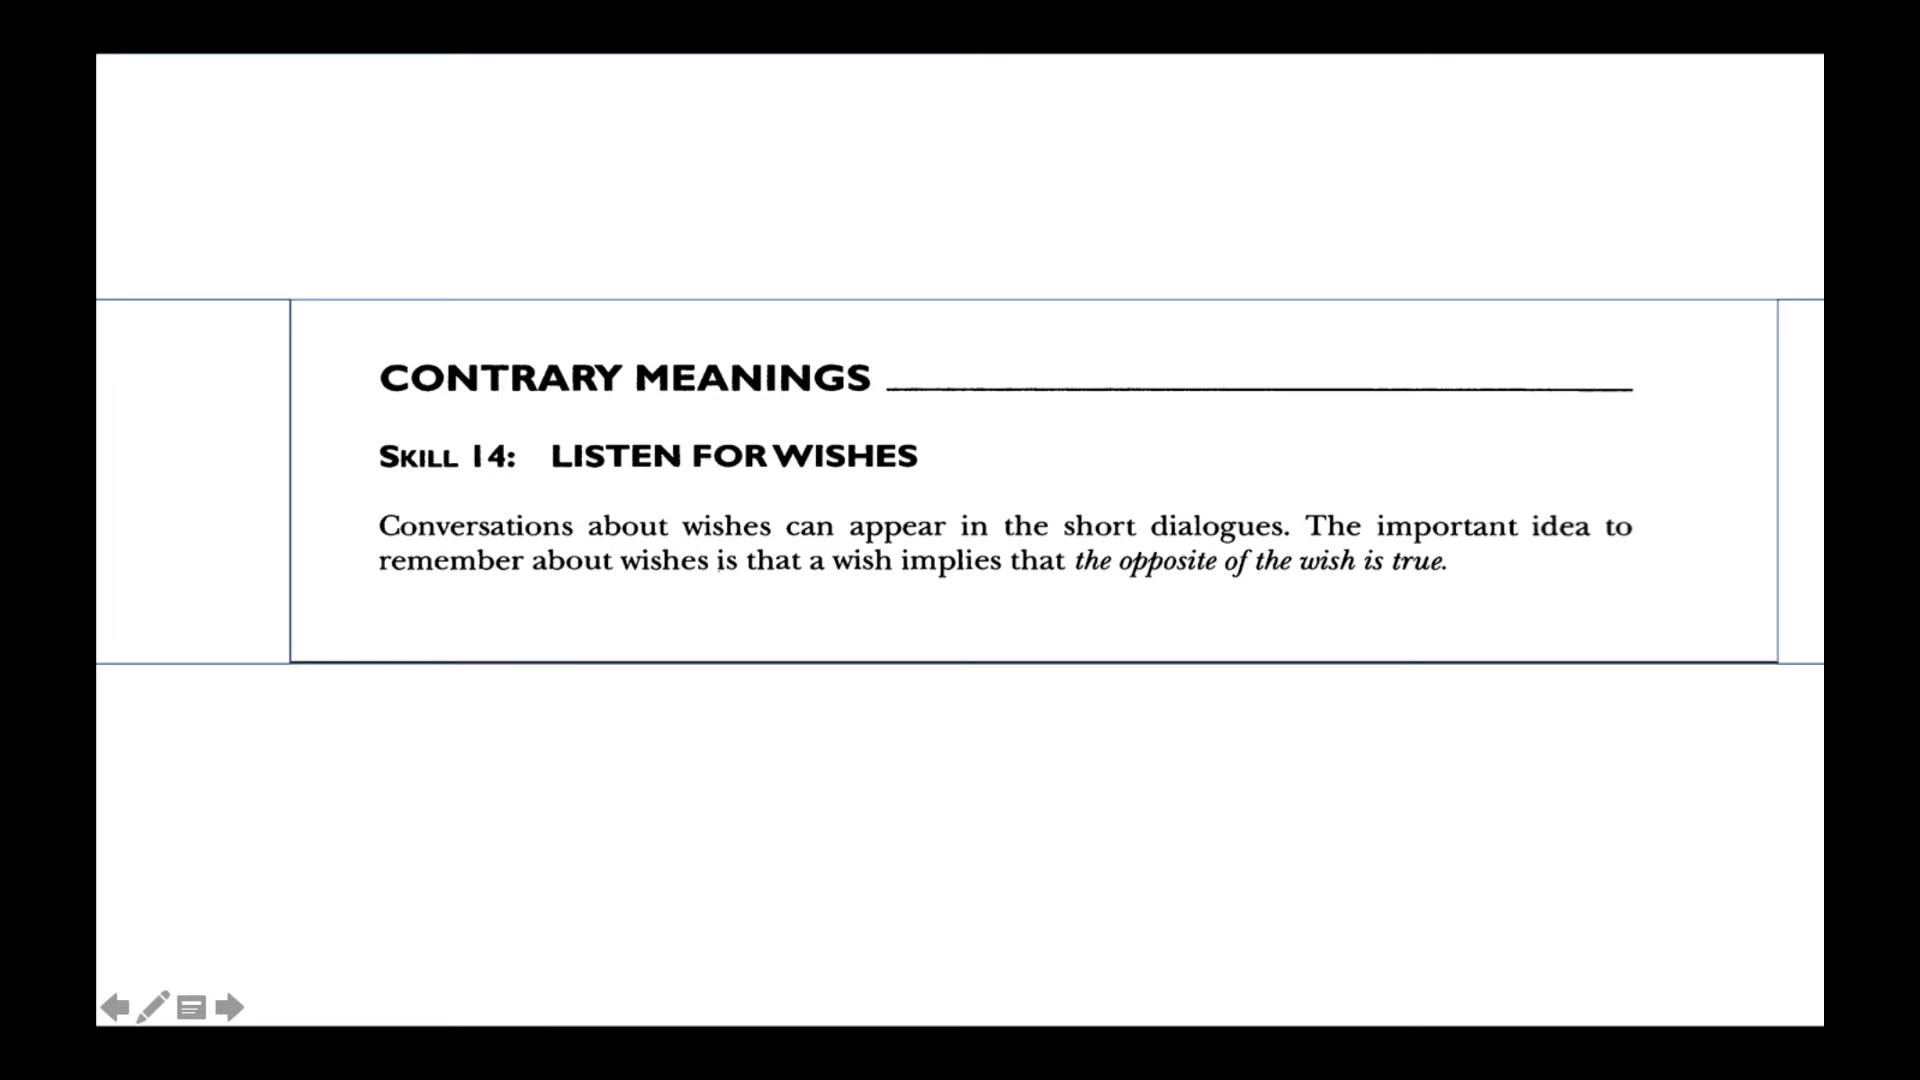 CONTRARY MEANINGS
SKILL 14: LISTEN FOR WISHES
Conversations about wishes can appear in the short dialogues. The important idea to
remember about wishes is that a wish implies that the opposite of the wish is true.